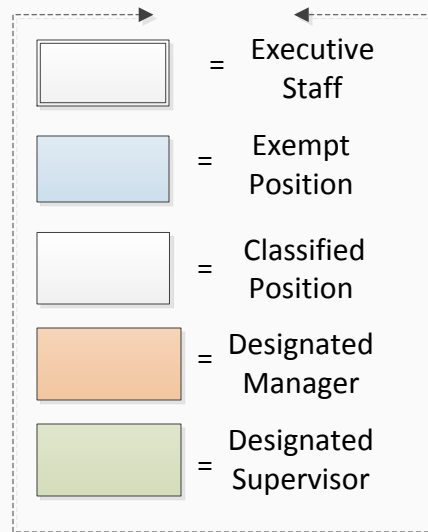 = Executive
Staff
= Exempt
Position
= Classified
Position
= Designated
Manager
= Designated
Supervisor